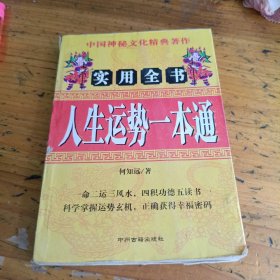 中国神秘文化精典著作
实用全书
人生运势一本通
何知远/著
一命二运三风水、四积功德五读书
科学掌握运势玄机，正确获得幸福密码
中州古籍出版社